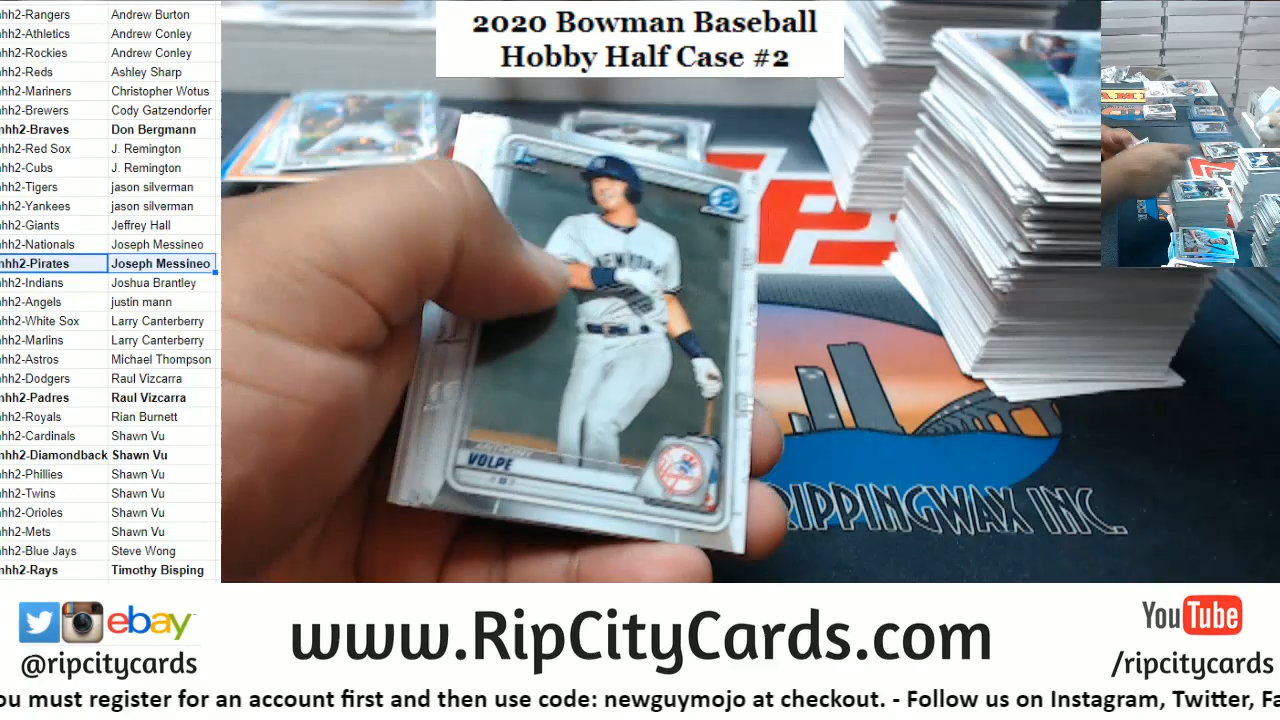 2020 Bowman Baseball
Hobby Half Case #2
hh2-Rangers Andrew Burton
hh2-Athletics Andrew Conley
hh2-Rockies Andrew Conley
hh2-Reds Ashley Sharp
hh2-Mariners Christopher Wotus
hh2-Brewers Cody Gatzendorfer
hh2-Braves Don Bergmann
hh2-Red Sox J. Remington
hh2-Cubs J. Remington
hh2-Tigers jason silverman
hh2-Yankees jason silverman
hh2-Giants Jeffrey Hall
hh2-Nationals Joseph Messineo
hh2-Pirates Joseph Messineo
hh2-Indians Joshua Brantley
hh2-Angels justin mann
hh2-White Sox Larry Canterberry
hh2-Marlins Larry Canterberry
hh2-Astros Michael Thompson
hh2-Dodgers Raul Vizcarra
hh2-Padres Raul Vizcarra
hh2-Royals Rian Burnett
hh2-Cardinals Shawn Vu
hh2-Diamondback Shawn Vu
hh2-Phillies Shawn Vu
hh2-Twins Shawn Vu
hh2-Orioles Shawn Vu
hh2-Mets Shawn Vu
hh2-Blue Jays Steve Wong
hh2-Rays Timothy Bisping
1st
NEW YORK
ANTHONY
VOLPE
RIPPINGWAX INC.
ebay
@ripcitycards
www.RipCityCards.com
YouTube
/ripcitycards
ou must register for an account first and then use code: newguymojo at checkout. - Follow us on Instagram, Twitter, Fa